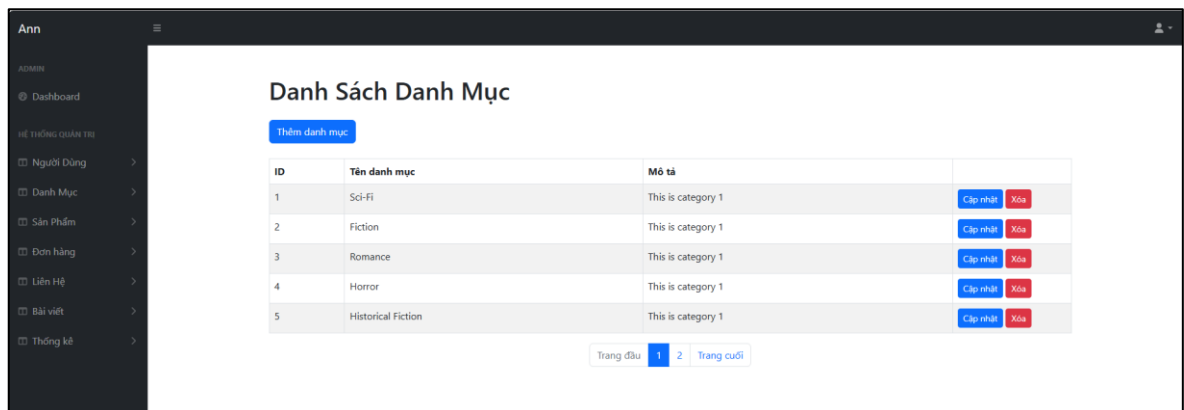 Ann
ADMIN
Dashboard
HỆ THỐNG QUẢN TRỊ
Người Dùng
Danh Mục
Sản Phẩm
Đơn hàng
Liên Hệ
Bài viết
Thống kê
Danh Sách Danh Mục
Thêm danh mục
ID Tên danh mục Mô tả
1 Sci-Fi This is category 1 Cập nhật Xóa
2 Fiction This is category 1 Cập nhật Xóa
3 Romance This is category 1 Cập nhật Xóa
4 Horror This is category 1 Cập nhật Xóa
5 Historical Fiction This is category 1 Cập nhật Xóa
Trang đầu 1 2 Trang cuối